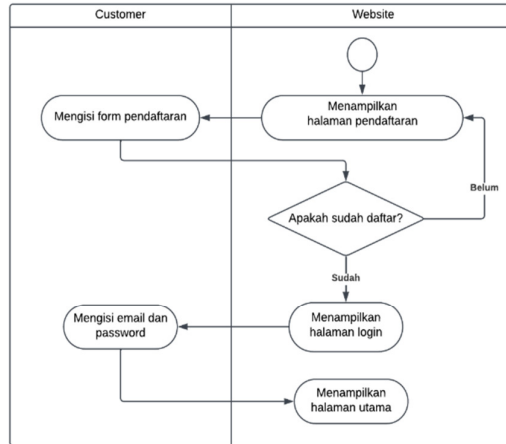 Customer
Website
Menampilkan
halaman pendaftaran
Mengisi form pendaftaran
Belum
Apakah sudah daftar?
Sudah
Menampilkan
halaman login
Mengisi email dan
password
Menampilkan
halaman utama